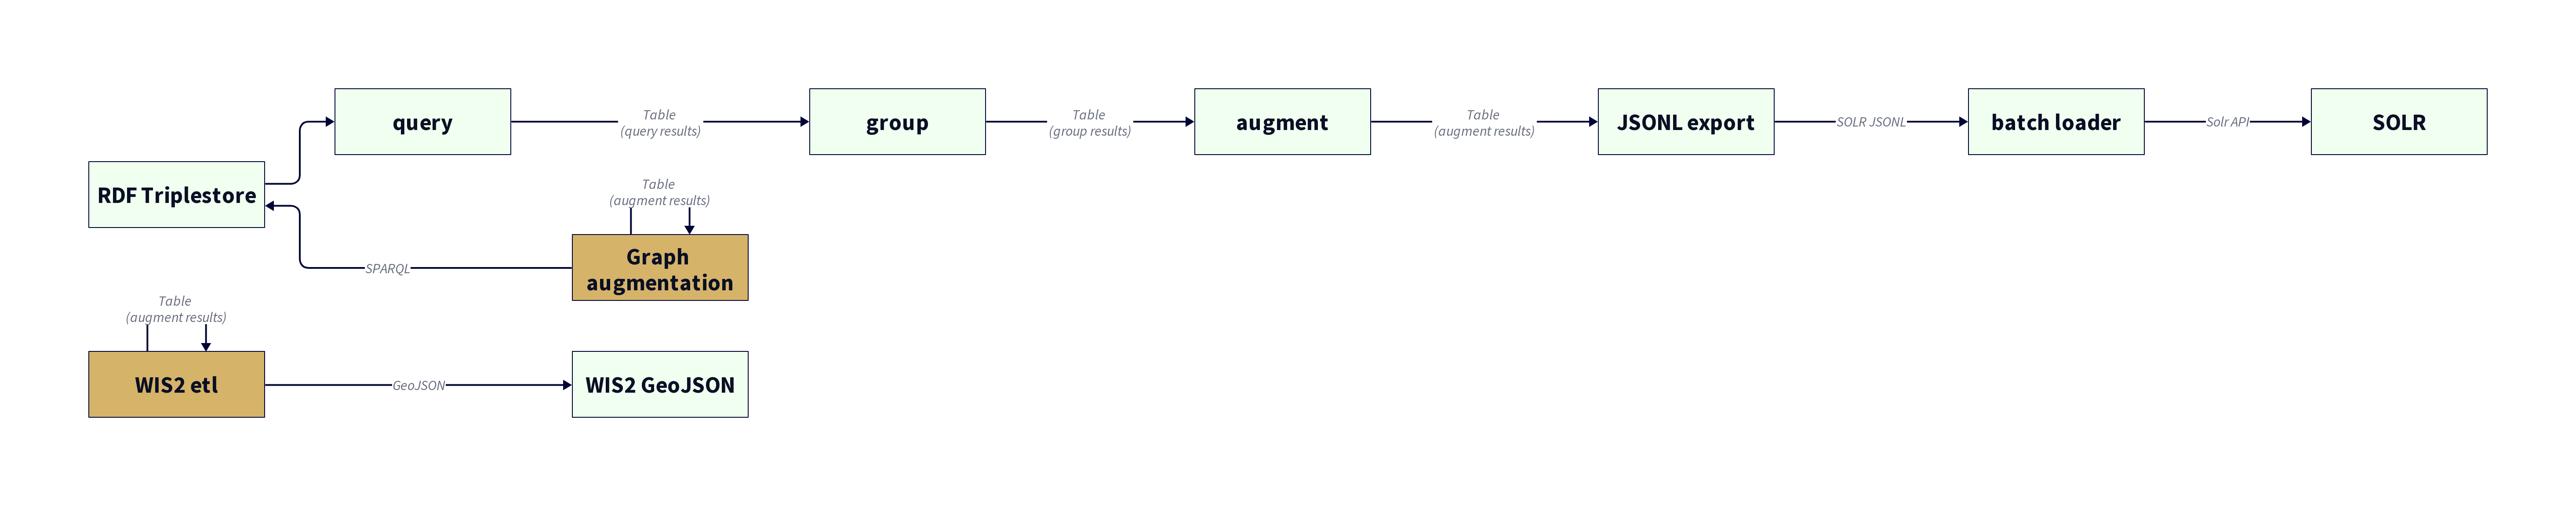 query
Table
(query results)
group
Table
(group results)
augment
Table
(augment results)
JSONL export
SOLR JSONL
batch loader
Solr API
SOLR
RDF Triplestore
Table
(augment results)
Graph
augmentation
SPARQL
Table
(augment results)
WIS2 etl
GeoJSON
WIS2 GeoJSON